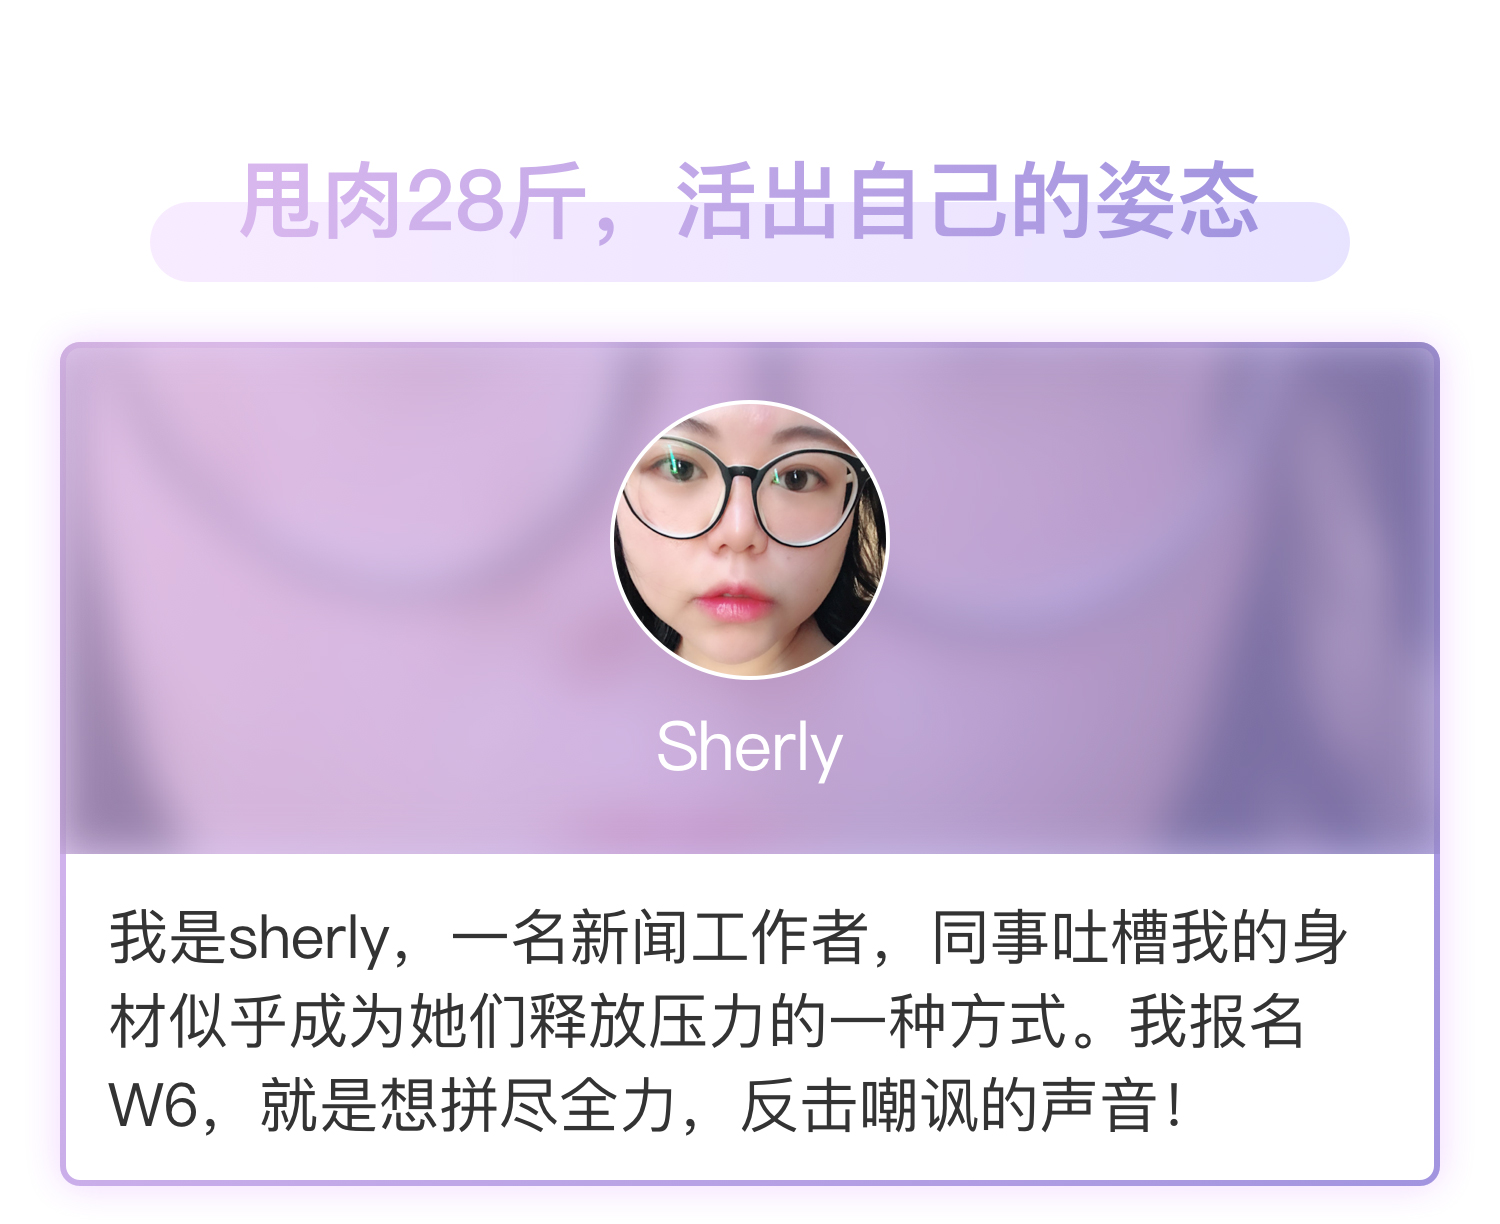 甩肉28斤，活出自己的姿态
Sherly
我是sherly，一名新闻工作者，同事吐槽我的身
材似乎成为她们释放压力的一种方式。我报名
W6，就是想拼尽全力，反击嘲讽的声音！